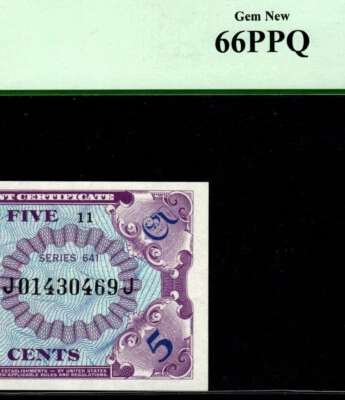 Gem New
66PPQ
NT CERTIFICATE
FIVE 11
5
SERIES 641
J01430469J
CENTS 5
ESTABLISHMENTS — BY UNITED STATES
APPLICABLE RULES AND REGULATIONS.